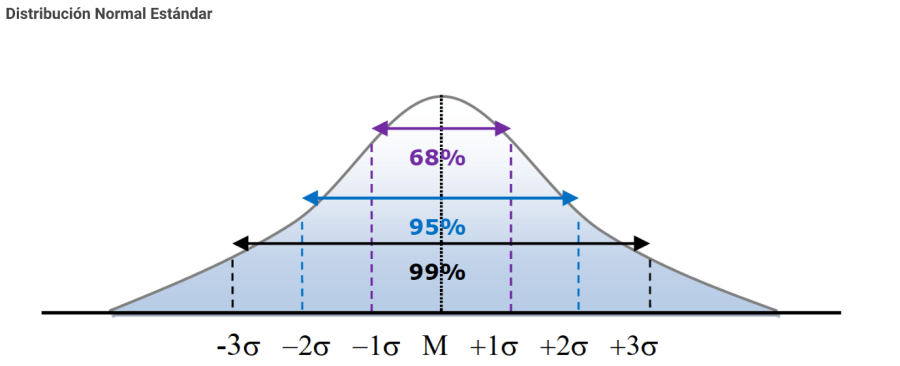 Distribución Normal Estándar
68%
95%
99%
-3σ –2σ –1σ M +1σ +2σ +3σ